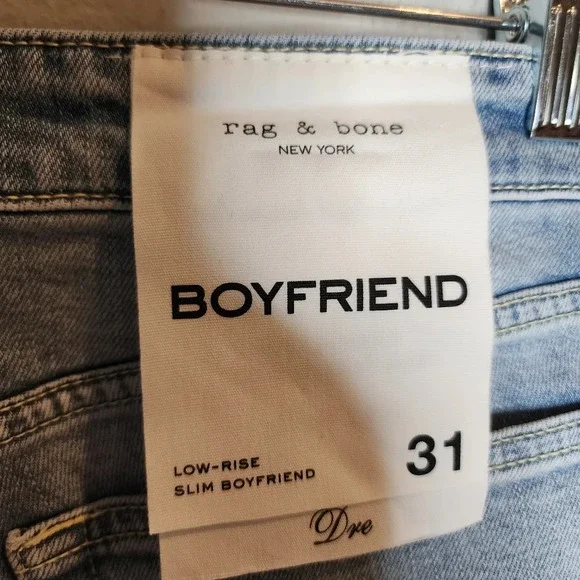 rag & bone
NEW YORK
BOYFRIEND
31
LOW-RISE
SLIM BOYFRIEND
Dre